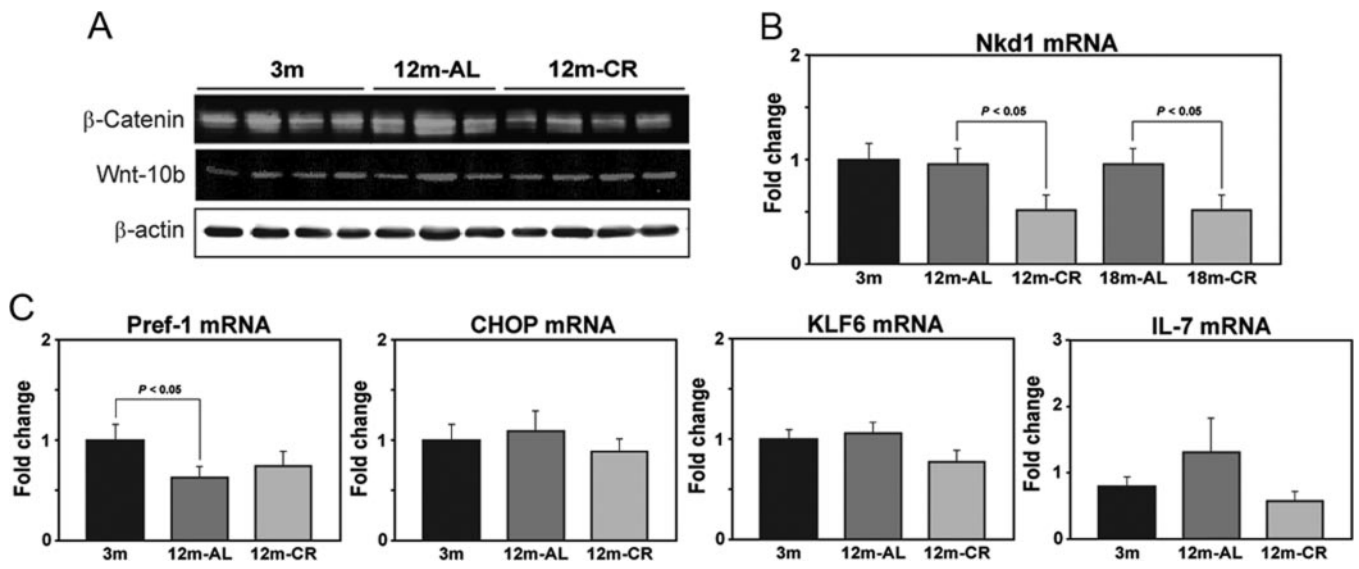 A
3m 12m-AL 12m-CR
β-Catenin
Wnt-10b
β-actin
B
Nkd1 mRNA
Fold change
2
1
0
P < 0.05
P < 0.05
3m 12m-AL 12m-CR 18m-AL 18m-CR
C
Pref-1 mRNA
Fold change
2
1
0
P < 0.05
3m 12m-AL 12m-CR
CHOP mRNA
Fold change
2
1
0
3m 12m-AL 12m-CR
KLF6 mRNA
Fold change
2
1
0
3m 12m-AL 12m-CR
IL-7 mRNA
Fold change
3
2
1
0
3m 12m-AL 12m-CR